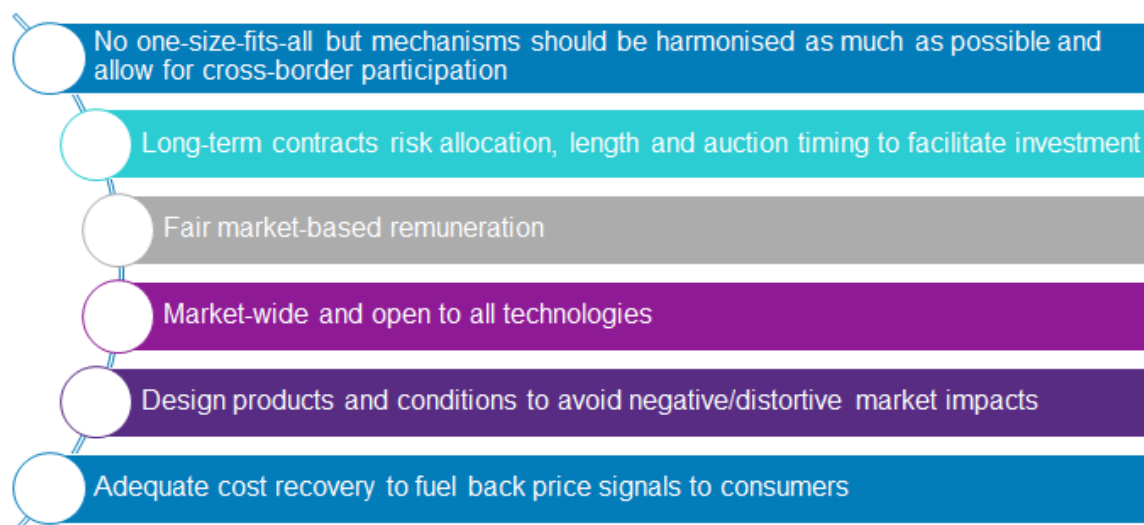 No one-size-fits-all but mechanisms should be harmonised as much as possible and
allow for cross-border participation
Long-term contracts risk allocation, length and auction timing to facilitate investment
Fair market-based remuneration
Market-wide and open to all technologies
Design products and conditions to avoid negative/distortive market impacts
Adequate cost recovery to fuel back price signals to consumers